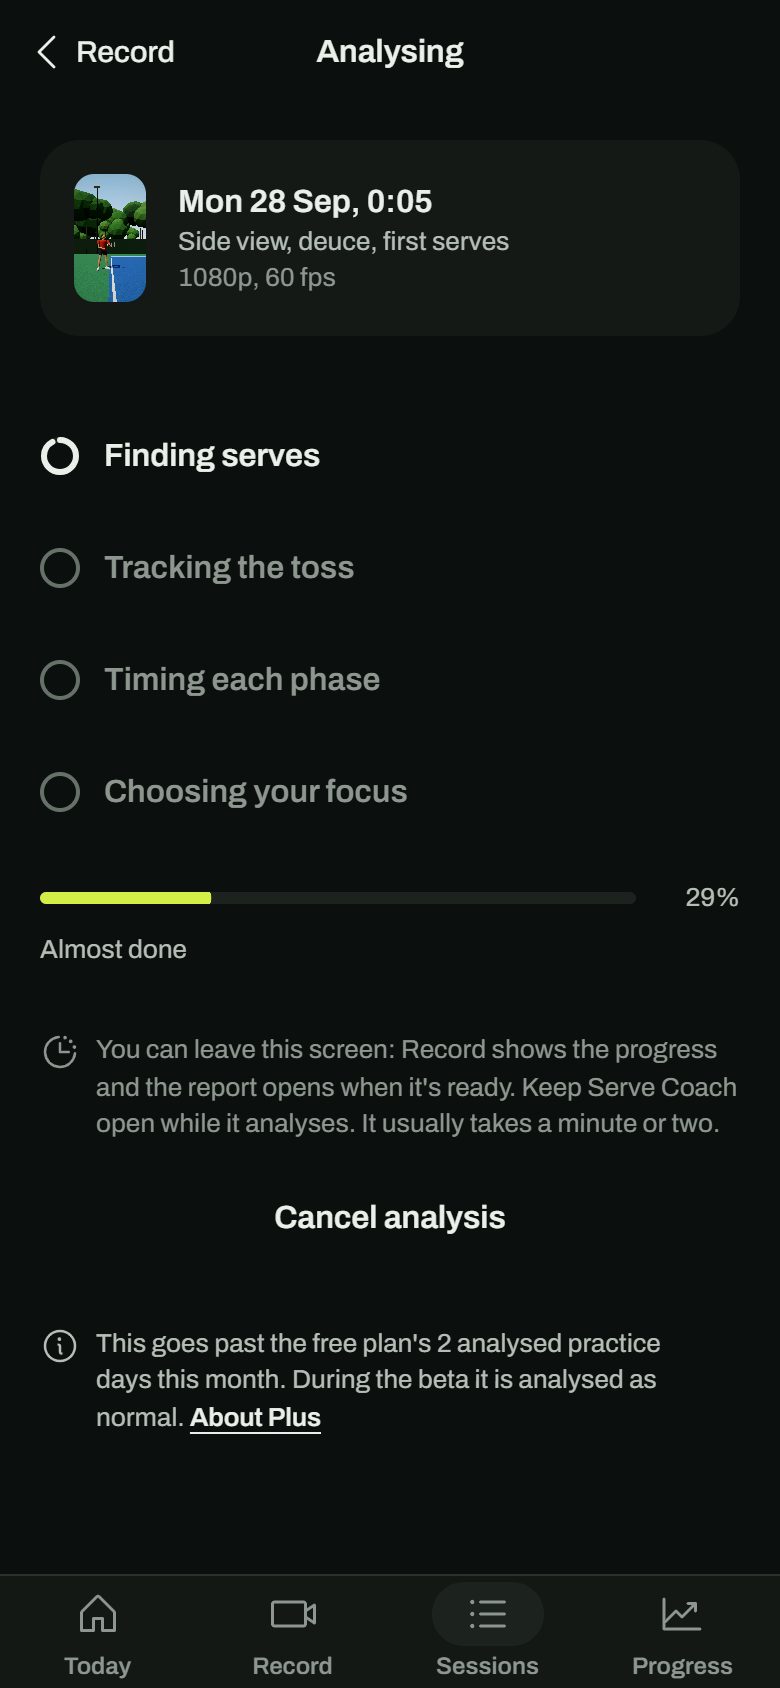 Record
Analysing
Mon 28 Sep, 0:05
Side view, deuce, first serves
1080p, 60 fps
Finding serves
Tracking the toss
Timing each phase
Choosing your focus
29%
Almost done
You can leave this screen: Record shows the progress
and the report opens when it's ready. Keep Serve Coach
open while it analyses. It usually takes a minute or two.
Cancel analysis
This goes past the free plan's 2 analysed practice
days this month. During the beta it is analysed as
normal. About Plus
Today
Record
Sessions
Progress